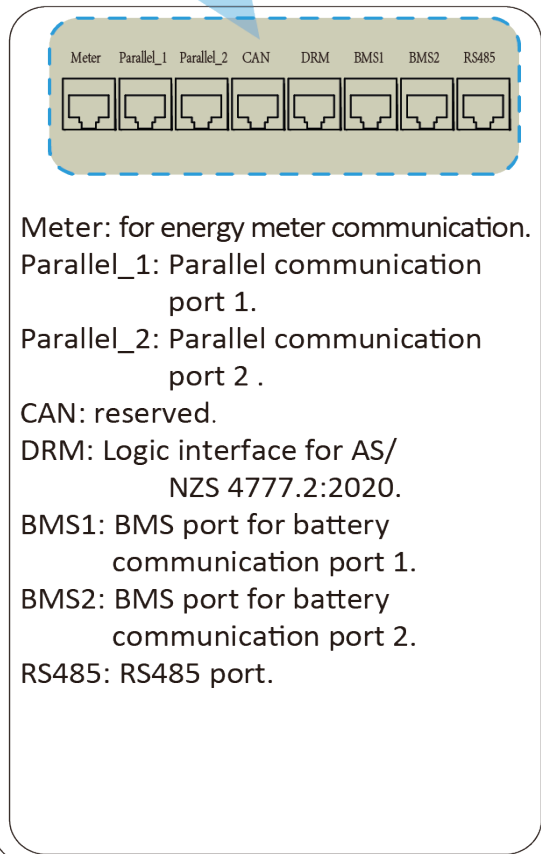 Meter Parallel_1 Parallel_2 CAN DRM BMS1 BMS2 RS485
Meter: for energy meter communication.
Parallel_1: Parallel communication
port 1.
Parallel_2: Parallel communication
port 2 .
CAN: reserved.
DRM: Logic interface for AS/
NZS 4777.2:2020.
BMS1: BMS port for battery
communication port 1.
BMS2: BMS port for battery
communication port 2.
RS485: RS485 port.